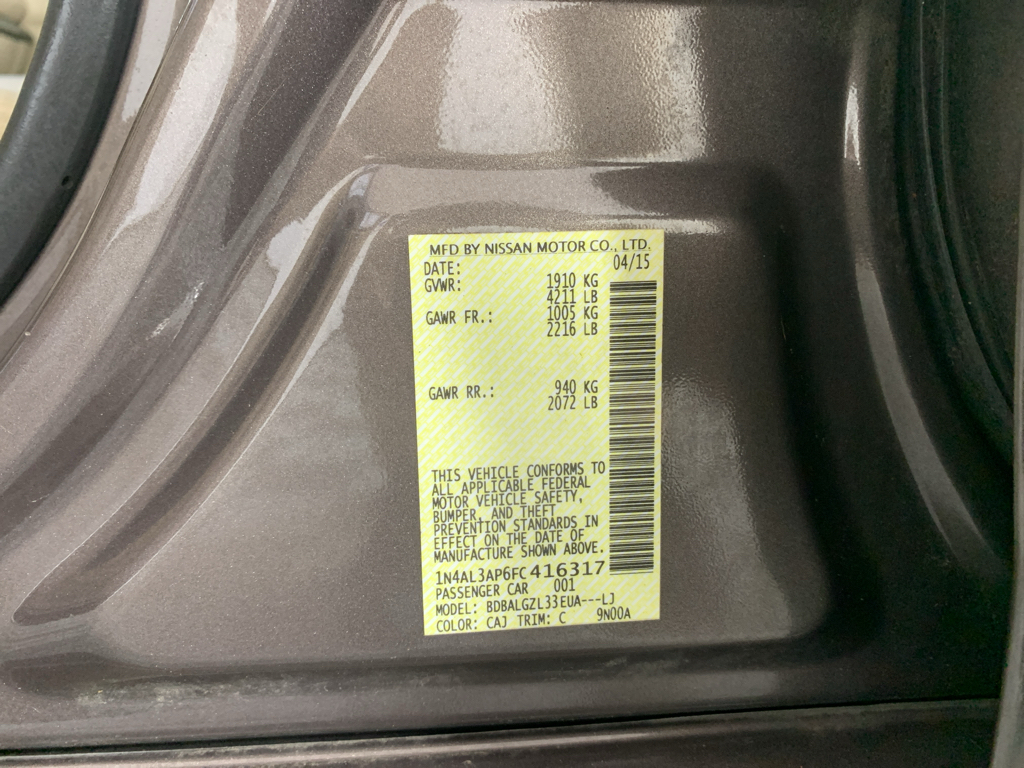 MFD BY NISSAN MOTOR CO., LTD.
DATE: 04/15
GVWR: 1910 KG
4211 LB
GAWR FR.: 1005 KG
2216 LB
GAWR RR.: 940 KG
2072 LB
THIS VEHICLE CONFORMS TO
ALL APPLICABLE FEDERAL
MOTOR VEHICLE SAFETY,
BUMPER, AND THEFT
PREVENTION STANDARDS IN
EFFECT ON THE DATE OF
MANUFACTURE SHOWN ABOVE.
1N4AL3AP6FC416317
PASSENGER CAR 001
MODEL: BDBALGZL33EUA---LJ
COLOR: CAJ TRIM: C 9N00A